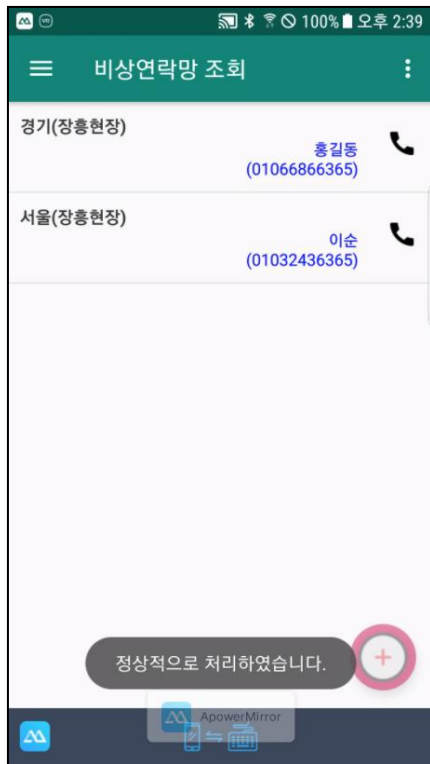 100% 오후 2:39
비상연락망 조회
경기(장흥현장)
홍길동
(01066866365)
서울(장흥현장)
이순
(01032436365)
정상적으로 처리하였습니다.
ApowerMirror